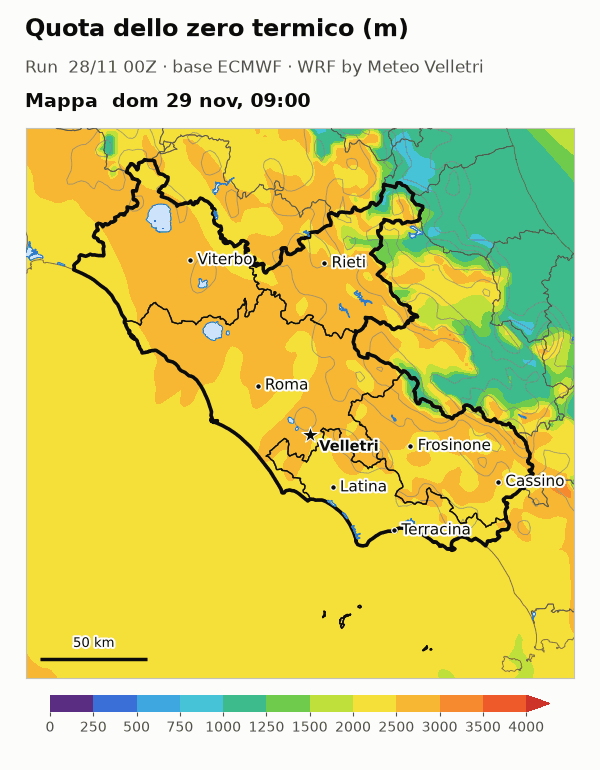 Quota dello zero termico (m)
Run  28/11 00Z · base ECMWF · WRF by Meteo Velletri
Mappa  dom 29 nov, 09:00
Viterbo
Rieti
Roma
Velletri
Frosinone
Cassino
Latina
Terracina
50 km
0 250 500 750 1000 1250 1500 2000 2500 3000 3500 4000